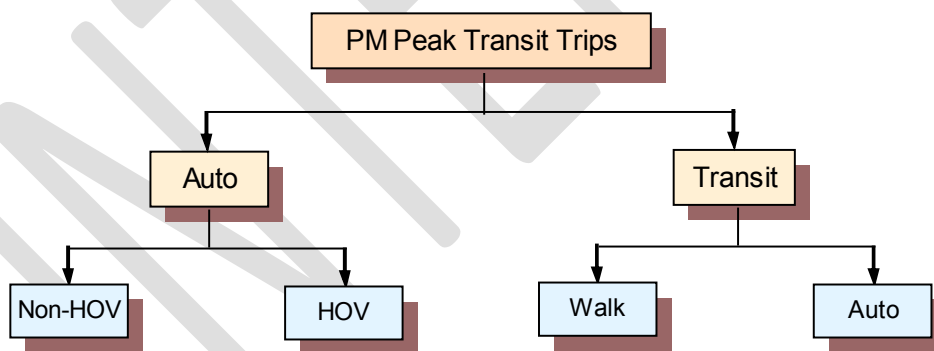 PM Peak Transit Trips
Auto
Transit
Non-HOV
HOV
Walk
Auto